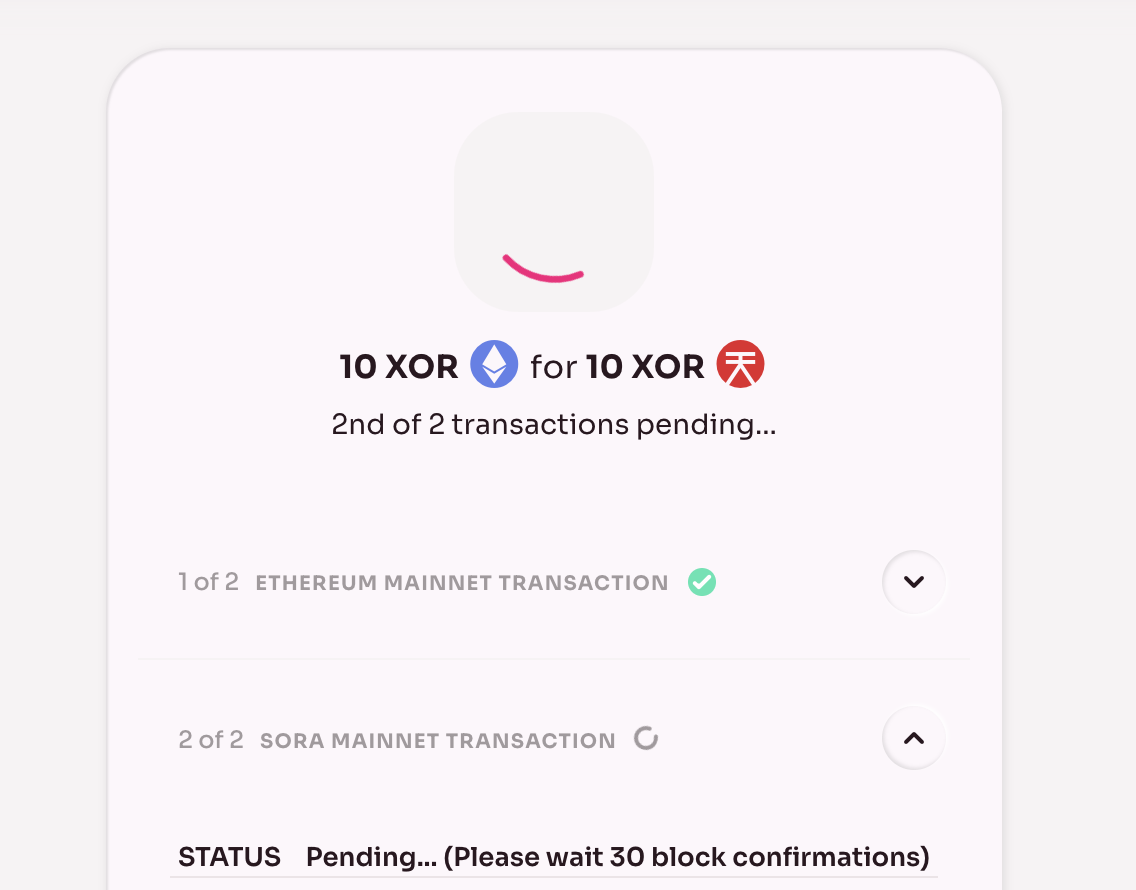 10 XOR for 10 XOR
2nd of 2 transactions pending...
1 of 2 ETHEREUM MAINNET TRANSACTION
2 of 2 SORA MAINNET TRANSACTION
STATUS Pending... (Please wait 30 block confirmations)